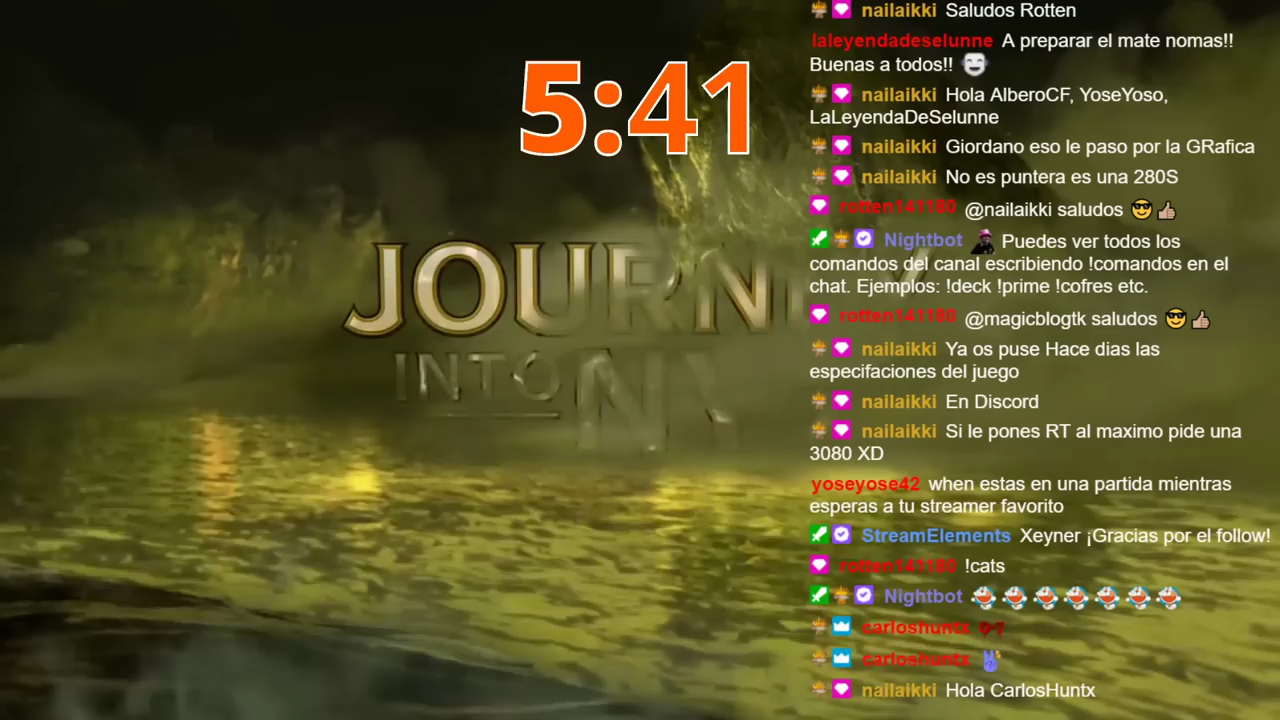 5:41
JOURNEY
INTO NYX
nailaikki Saludos Rotten
laleyendadeselunne A preparar el mate nomas!!
Buenas a todos!!
nailaikki Hola AlberoCF, YoseYoso,
LaLeyendaDeSelunne
nailaikki Giordano eso le paso por la GRafica
nailaikki No es puntera es una 280S
rotten141180 @nailaikki saludos
Nightbot Puedes ver todos los
comandos del canal escribiendo !comandos en el
chat. Ejemplos: !deck !prime !cofres etc.
rotten141180 @magicblogtk saludos
nailaikki Ya os puse Hace dias las
especifaciones del juego
nailaikki En Discord
nailaikki Si le pones RT al maximo pide una
3080 XD
yoseyose42 when estas en una partida mientras
esperas a tu streamer favorito
StreamElements Xeyner ¡Gracias por el follow!
rotten141180 !cats
Nightbot
carloshuntx
carloshuntx
nailaikki Hola CarlosHuntx